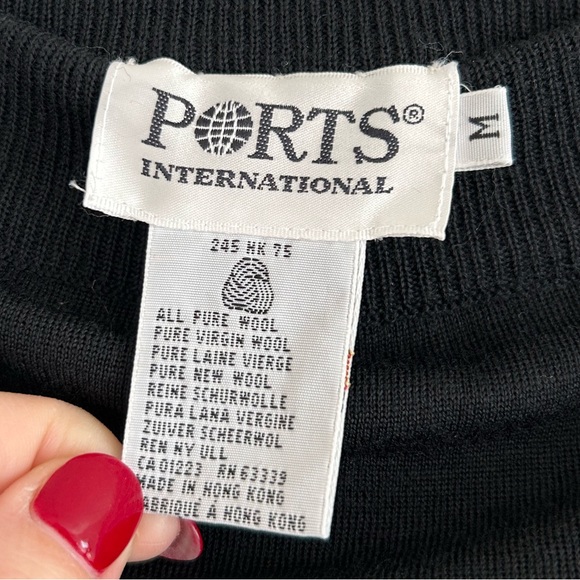 PORTS®
INTERNATIONAL
M
245 HK 75
ALL PURE WOOL
PURE VIRGIN WOOL
PURE LAINE VIERGE
PURE NEW WOOL
REINE SCHURWOLLE
PURA LANA VERGINE
ZUIVER SCHEERWOL
REN NY ULL
CA 01223 RN 63339
MADE IN HONG KONG
FABRIQUÉ À HONG KONG